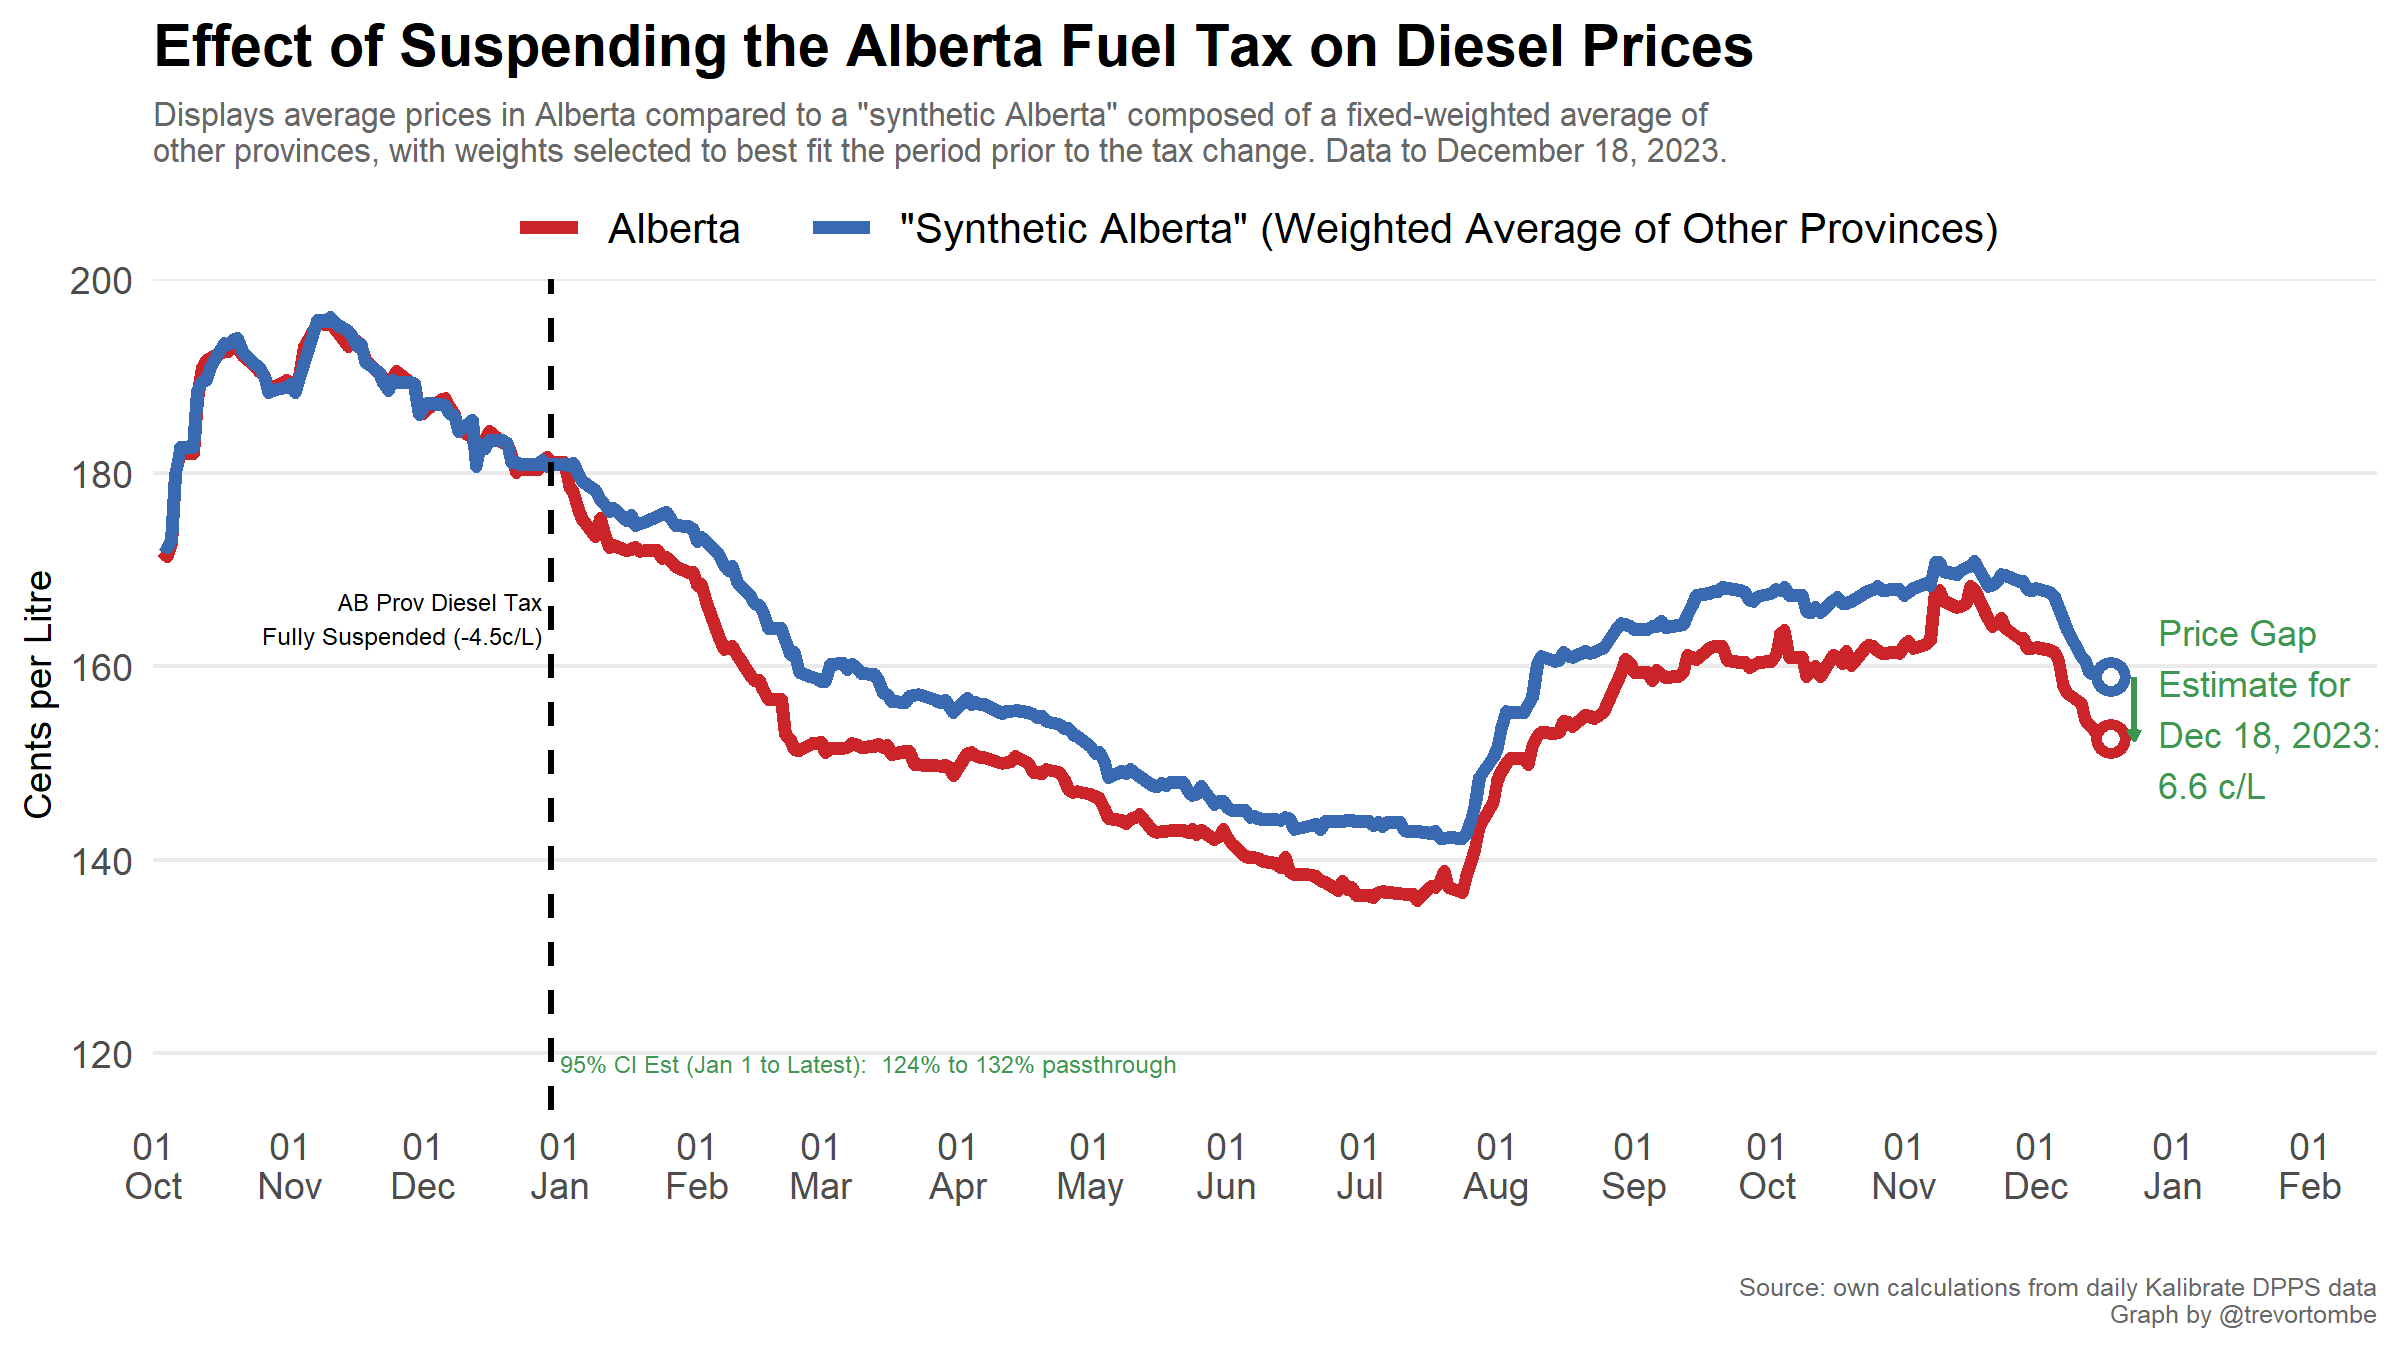 Effect of Suspending the Alberta Fuel Tax on Diesel Prices
Displays average prices in Alberta compared to a "synthetic Alberta" composed of a fixed-weighted average of
other provinces, with weights selected to best fit the period prior to the tax change. Data to December 18, 2023.
Alberta
"Synthetic Alberta" (Weighted Average of Other Provinces)
Cents per Litre
200
180
160
140
120
AB Prov Diesel Tax
Fully Suspended (-4.5c/L)
Price Gap
Estimate for
Dec 18, 2023:
6.6 c/L
95% CI Est (Jan 1 to Latest):  124% to 132% passthrough
01 01 01 01 01 01 01 01 01 01 01 01 01 01 01 01 01
Oct Nov Dec Jan Feb Mar Apr May Jun Jul Aug Sep Oct Nov Dec Jan Feb
Source: own calculations from daily Kalibrate DPPS data
Graph by @trevortombe